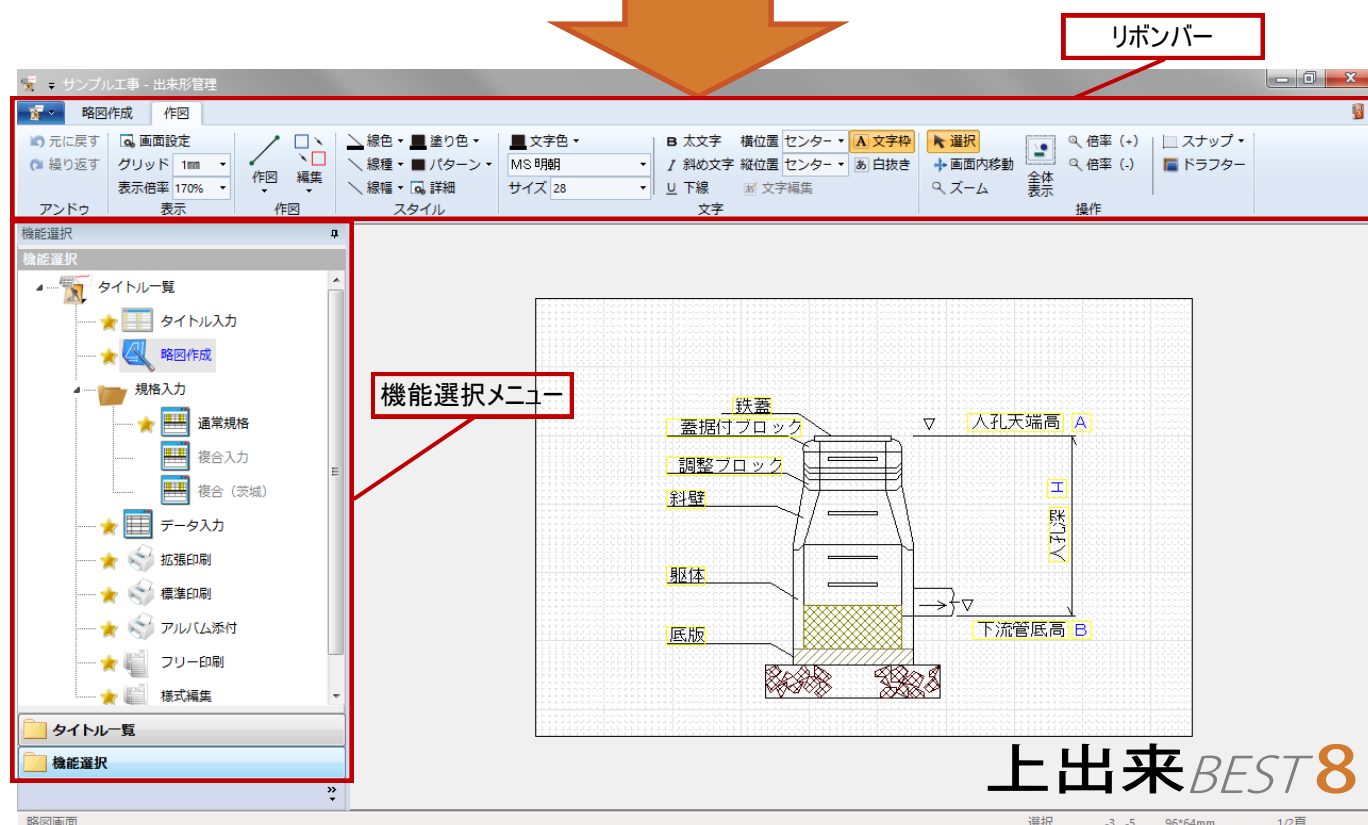 リボンバー
サンプル工事 - 出来形管理
略図作成 作図
元に戻す 画面設定 線色 塗り色 文字色 B 太文字 横位置 センター A 文字枠 選択 倍率（+） スナップ
繰り返す グリッド 1mm 作図 編集 線種 パターン MS 明朝 I 斜め文字 縦位置 センター あ 白抜き 画面内移動 全体表示 倍率（-） ドラフター
表示倍率 170% 線幅 詳細 サイズ 28 U 下線 文字編集 ズーム
アンドゥ 表示 作図 スタイル 文字 操作
機能選択
機能選択
タイトル一覧
タイトル入力
略図作成
規格入力
通常規格
複合入力
複合（茨城）
データ入力
拡張印刷
標準印刷
アルバム添付
フリー印刷
様式編集
タイトル一覧
機能選択
機能選択メニュー
鉄蓋
蓋据付ブロック
調整ブロック
斜壁
躯体
底版
▽ 人孔天端高 A
H
人孔深
▽
下流管底高 B
上出来BEST8
略図画面 選択 -3 -5 96*64mm 1/2頁